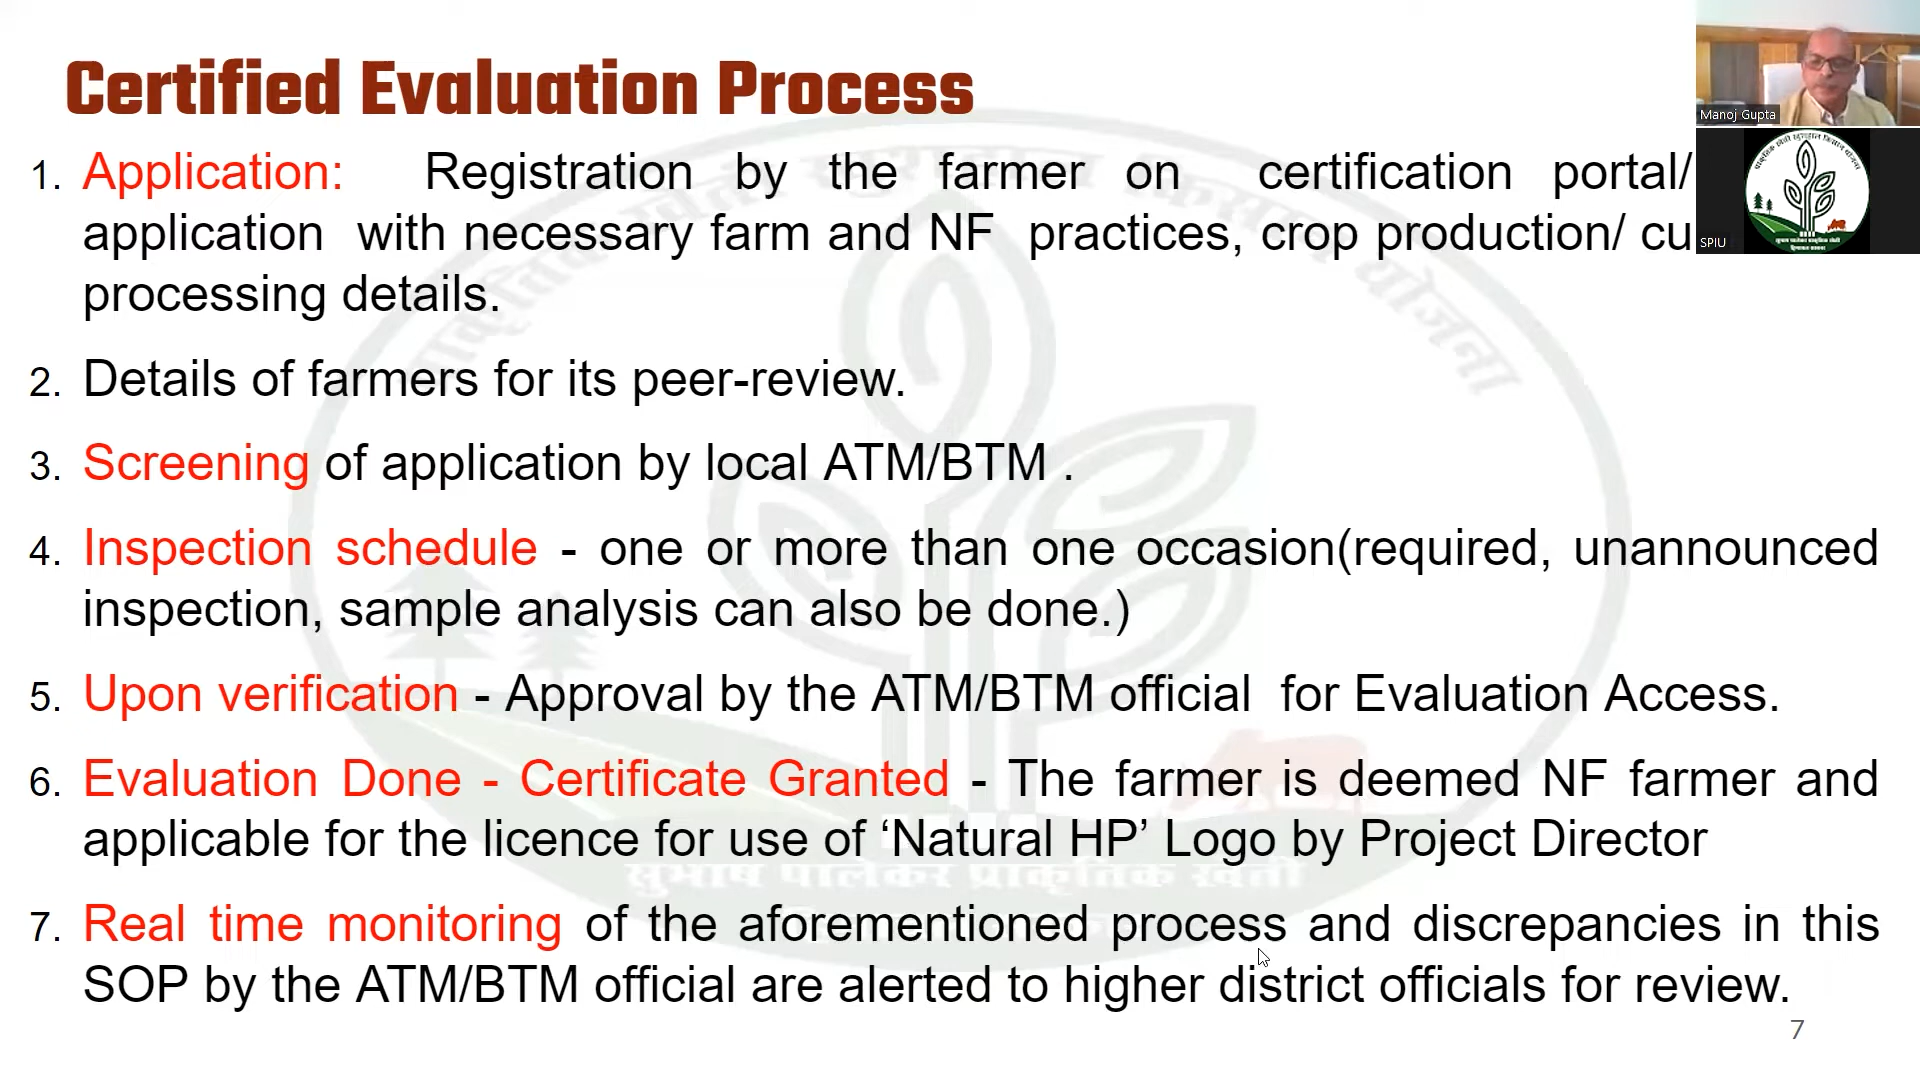 Certified Evaluation Process
1. Application: Registration by the farmer on certification portal/
application with necessary farm and NF practices, crop production/ cu
processing details.
2. Details of farmers for its peer-review.
3. Screening of application by local ATM/BTM .
4. Inspection schedule - one or more than one occasion(required, unannounced
inspection, sample analysis can also be done.)
5. Upon verification - Approval by the ATM/BTM official for Evaluation Access.
6. Evaluation Done - Certificate Granted - The farmer is deemed NF farmer and
applicable for the licence for use of ‘Natural HP’ Logo by Project Director
7. Real time monitoring of the aforementioned process and discrepancies in this
SOP by the ATM/BTM official are alerted to higher district officials for review.
7
Manoj Gupta
SPIU
सुभाष पालेकर प्राकृतिक खेती